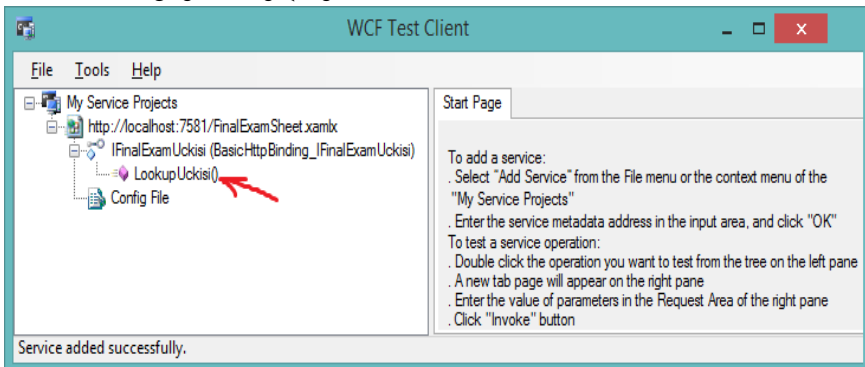 WCF Test Client
File Tools Help
My Service Projects
http://localhost:7581/FinalExamSheet.xamlx
IFinalExamUckisi (BasicHttpBinding_IFinalExamUckisi)
LookupUckisi()
Config File
Start Page
To add a service:
. Select "Add Service" from the File menu or the context menu of the
"My Service Projects"
. Enter the service metadata address in the input area, and click "OK"
To test a service operation:
. Double click the operation you want to test from the tree on the left pane
. A new tab page will appear on the right pane
. Enter the value of parameters in the Request Area of the right pane
. Click "Invoke" button
Service added successfully.